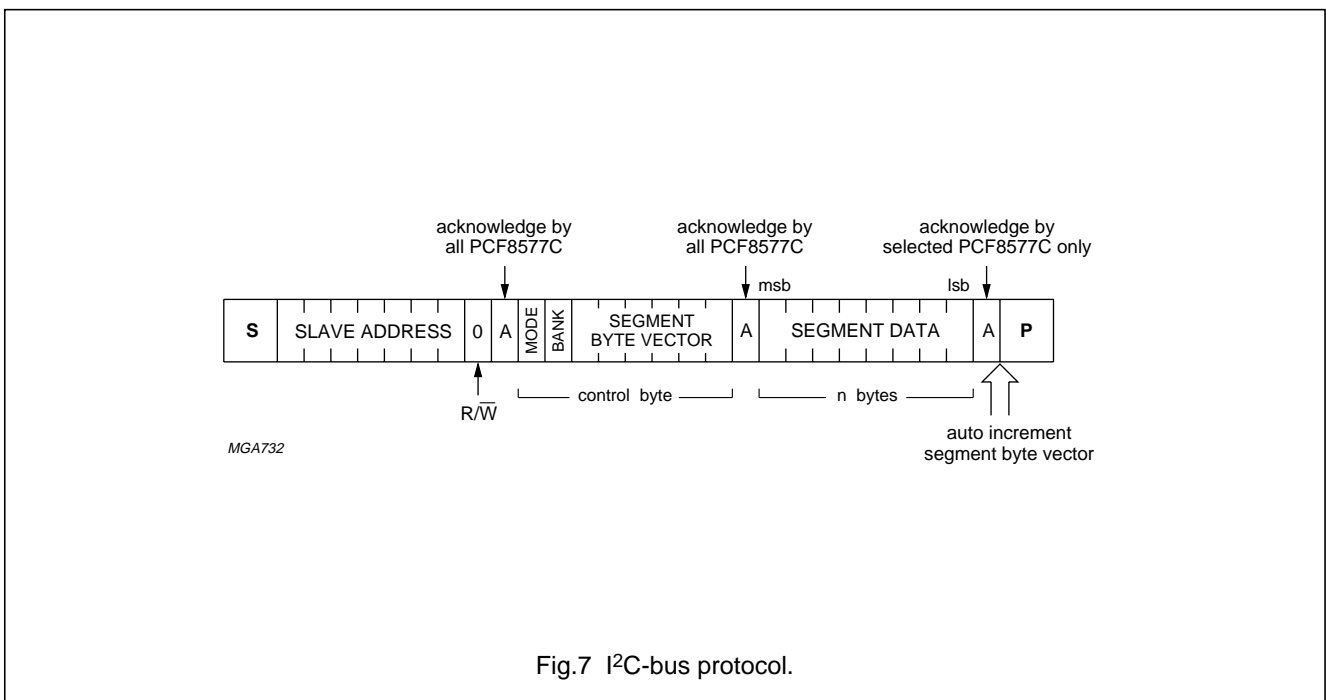 acknowledge by
all PCF8577C
acknowledge by
all PCF8577C
acknowledge by
selected PCF8577C only
msb
lsb
S
SLAVE ADDRESS
0
A
MODE
BANK
SEGMENT
BYTE VECTOR
A
SEGMENT DATA
A
P
R/W̅
control byte
n bytes
auto increment
segment byte vector
MGA732
Fig.7 I²C-bus protocol.